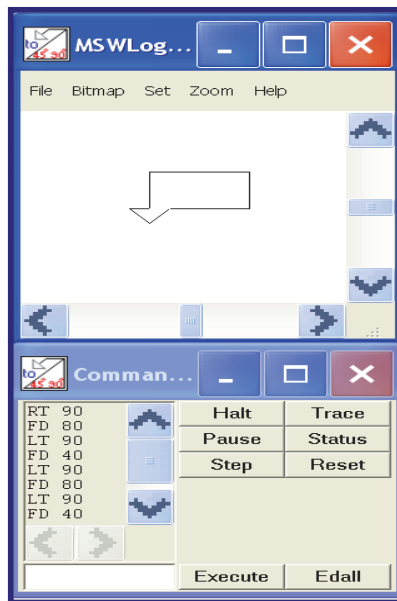 MSWLog...
File Bitmap Set Zoom Help
Comman...
RT 90
FD 80
LT 90
FD 40
LT 90
FD 80
LT 90
FD 40
Halt Trace
Pause Status
Step Reset
Execute Edall